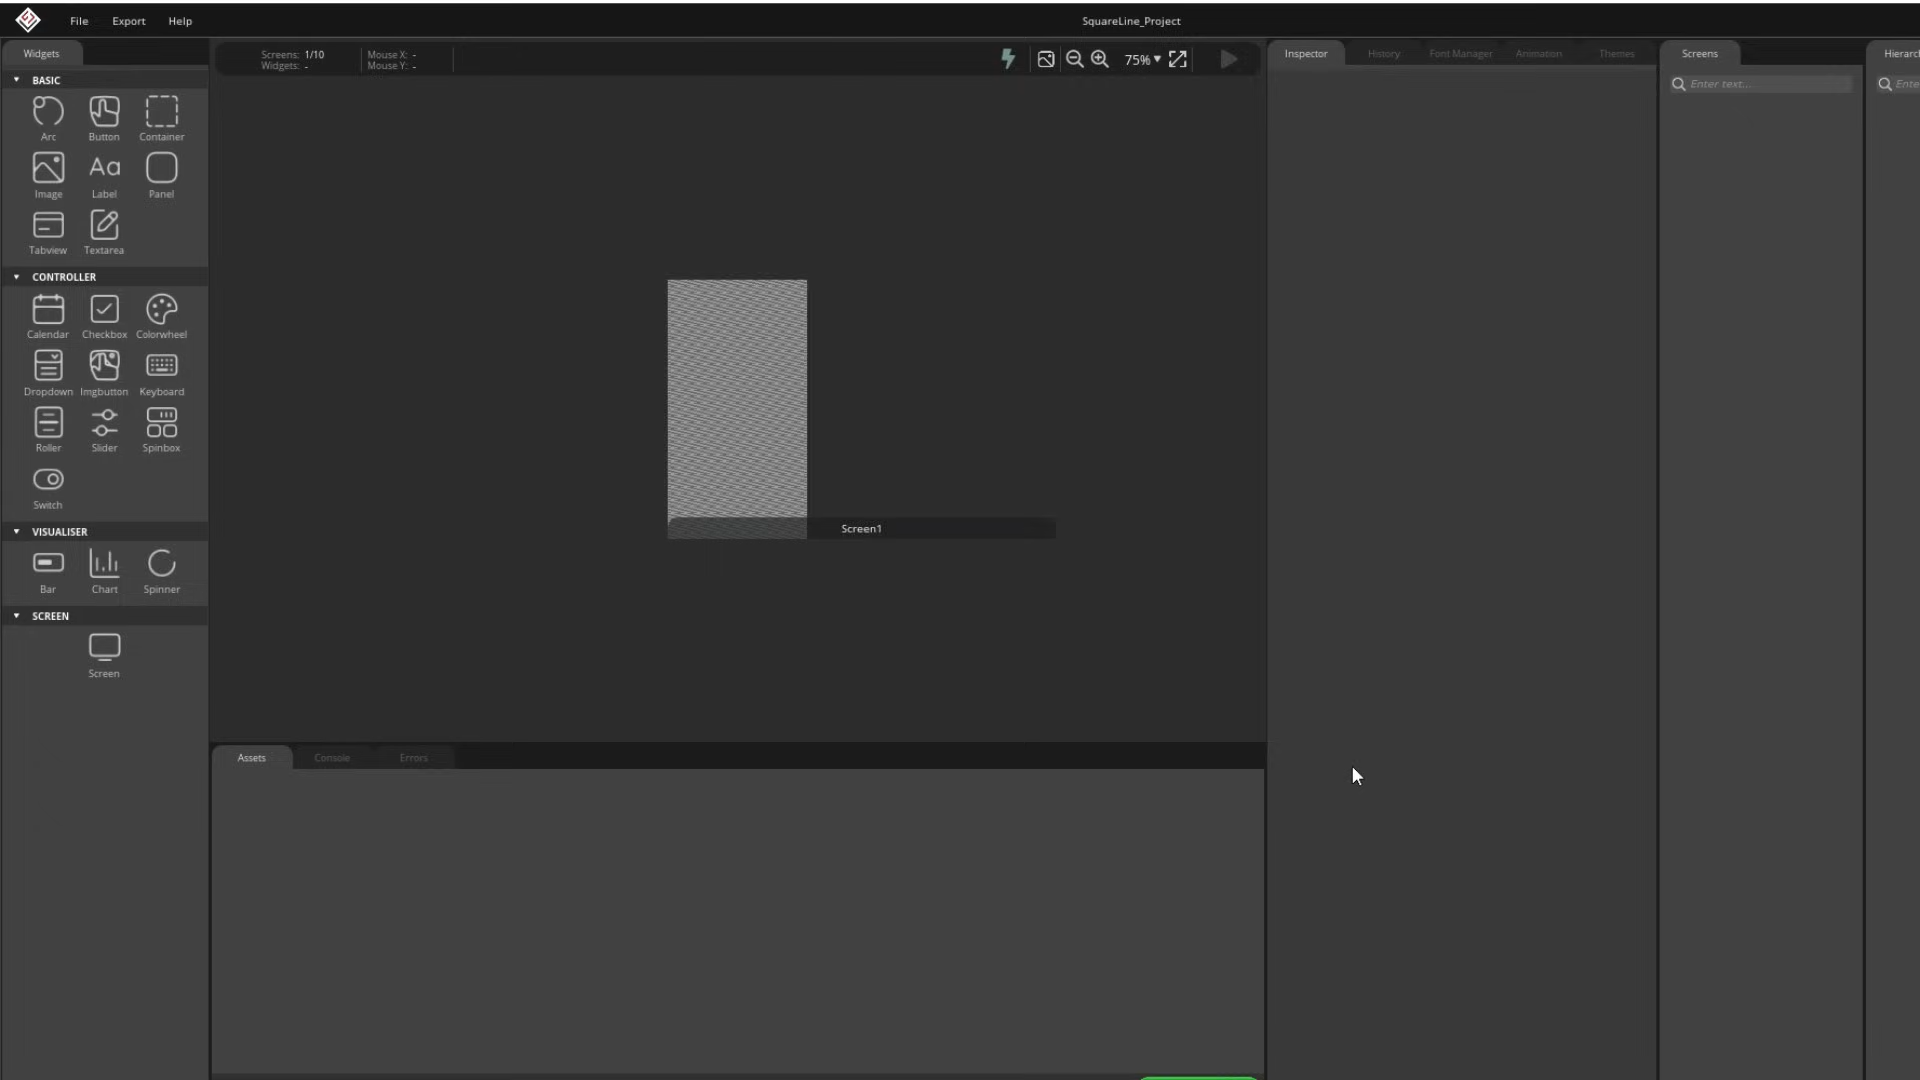 File Export Help SquareLine_Project
Widgets
Screens: 1/10
Widgets: -
Mouse X: -
Mouse Y: -
75%
Inspector History Font Manager Animation Themes Screens Hierarc
Enter text... Ente
BASIC
Arc Button Container
Image Label Panel
Aa
Tabview Textarea
CONTROLLER
Calendar Checkbox Colorwheel
Dropdown Imgbutton Keyboard
Roller Slider Spinbox
Switch
Screen1
VISUALISER
Bar Chart Spinner
SCREEN
Screen
Assets Console Errors